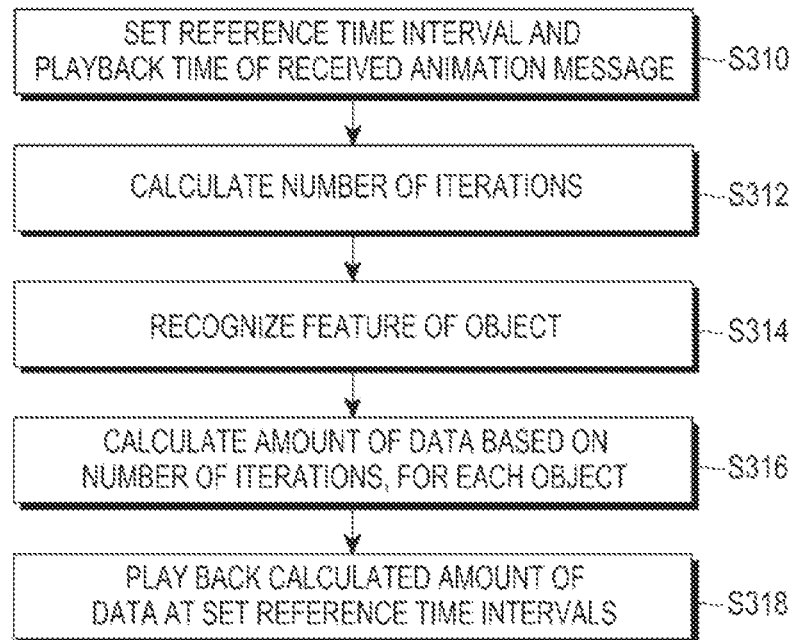 SET REFERENCE TIME INTERVAL AND
PLAYBACK TIME OF RECEIVED ANIMATION MESSAGE
S310
CALCULATE NUMBER OF ITERATIONS
S312
RECOGNIZE FEATURE OF OBJECT
S314
CALCULATE AMOUNT OF DATA BASED ON
NUMBER OF ITERATIONS, FOR EACH OBJECT
S316
PLAY BACK CALCULATED AMOUNT OF
DATA AT SET REFERENCE TIME INTERVALS
S318